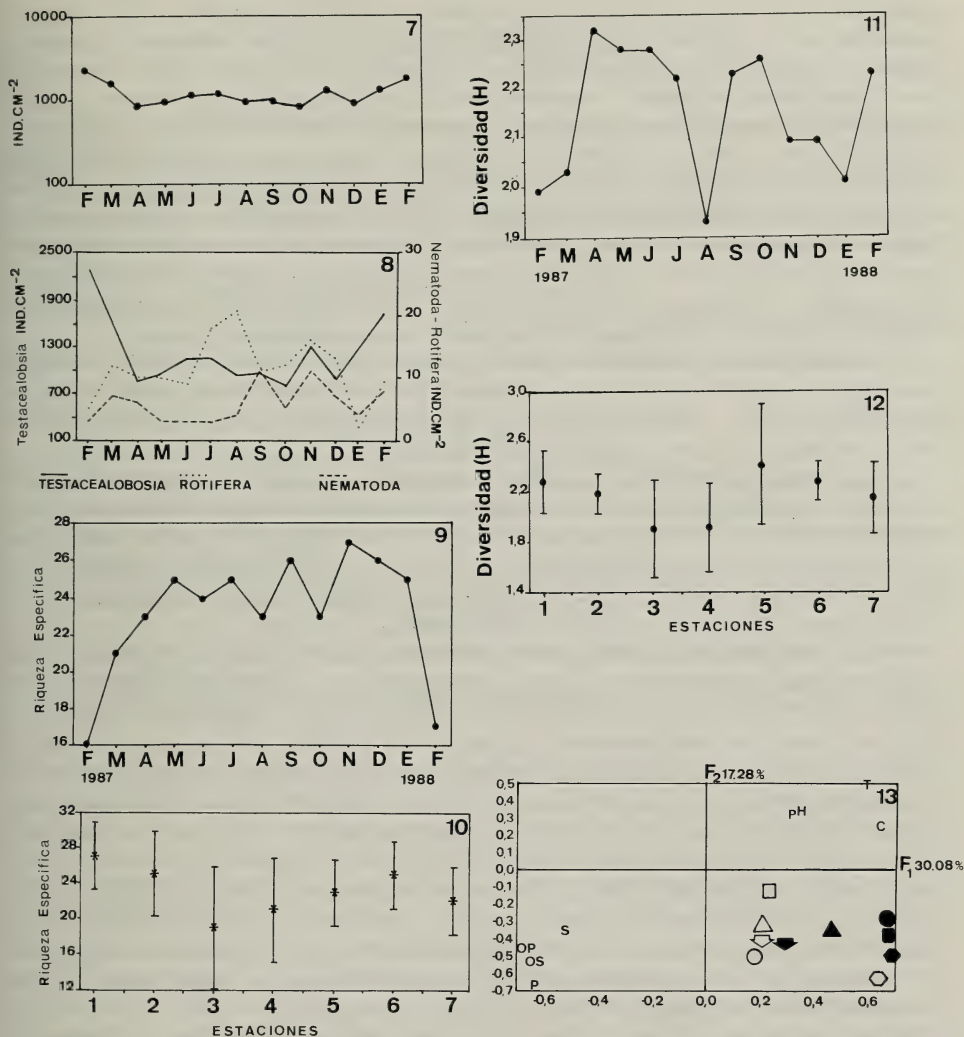 7
10000
1000
100
IND.CM-2
F M A M J J A S O N D E F
8
2500
1900
1300
700
100
30
20
10
0
Testacealobsia IND.CM-2
Nematoda - Rotifera IND.CM-2
F M A M J J A S O N D E F
TESTACEALOBOSIA ROTIFERA NEMATODA
9
28
26
24
22
20
18
16
Riqueza Específica
F M A M J J A S O N D E F
1987 1988
10
32
28
24
20
16
12
Riqueza Específica
1 2 3 4 5 6 7
ESTACIONES
11
2,3
2,2
2,1
2,0
1,9
Diversidad (H)
F M A M J J A S O N D E F
1987 1988
12
3,0
2,6
2,2
1,8
1,4
Diversidad (H)
1 2 3 4 5 6 7
ESTACIONES
F2 17.28%
13
0,5
0,4
0,3
0,2
0,1
0,0
-0,1
-0,3
-0,4
-0,5
-0,6
-0,7
T
PH
C
F1 30.08%
S
OP
OS
P
-0,6 -0,4 -0,2 0,0 0,2 0,4 0,6